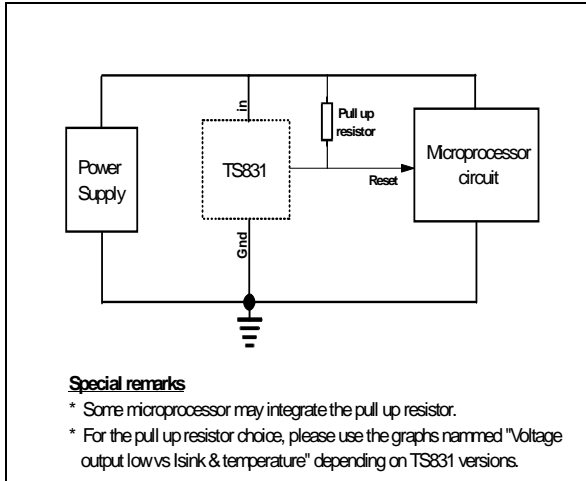 in
Pull up
resistor
Power
Supply
TS831
Microprocessor
circuit
Reset
Gnd
Special remarks
* Some microprocessor may integrate the pull up resistor.
* For the pull up resistor choice, please use the graphs nammed "Voltage
output low vs Isink & temperature" depending on TS831 versions.